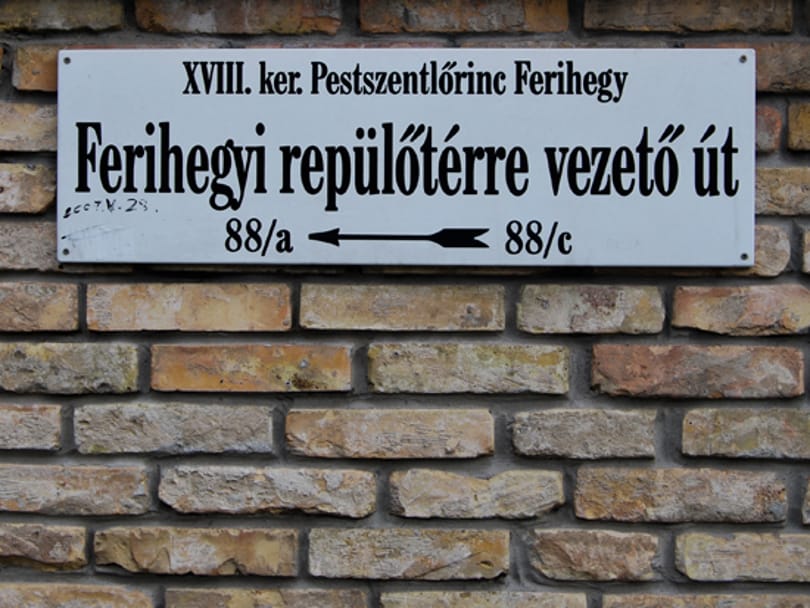 XVIII. ker. Pestszentlőrinc Ferihegy
Ferihegyi repülőtérre vezető út
88/a 88/c